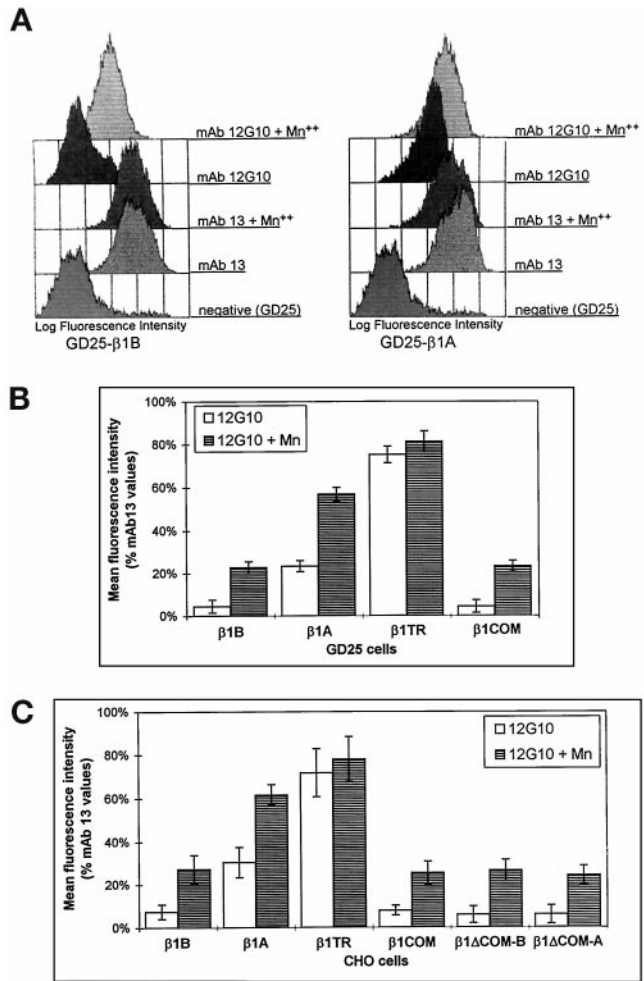 A
mAb 12G10 + Mn++
mAb 12G10
mAb 13 + Mn++
mAb 13
negative (GD25)
Log Fluorescence Intensity
GD25-β1B
mAb 12G10 + Mn++
mAb 12G10
mAb 13 + Mn++
mAb 13
negative (GD25)
Log Fluorescence Intensity
GD25-β1A
B
Mean fluorescence intensity
(% mAb13 values)
100%
80%
60%
40%
20%
0%
12G10
12G10 + Mn
β1B
β1A
β1TR
β1COM
GD25 cells
C
Mean fluorescence intensity
(% mAb 13 values)
100%
80%
60%
40%
20%
0%
12G10
12G10 + Mn
β1B
β1A
β1TR
β1COM
β1ΔCOM-B
β1ΔCOM-A
CHO cells